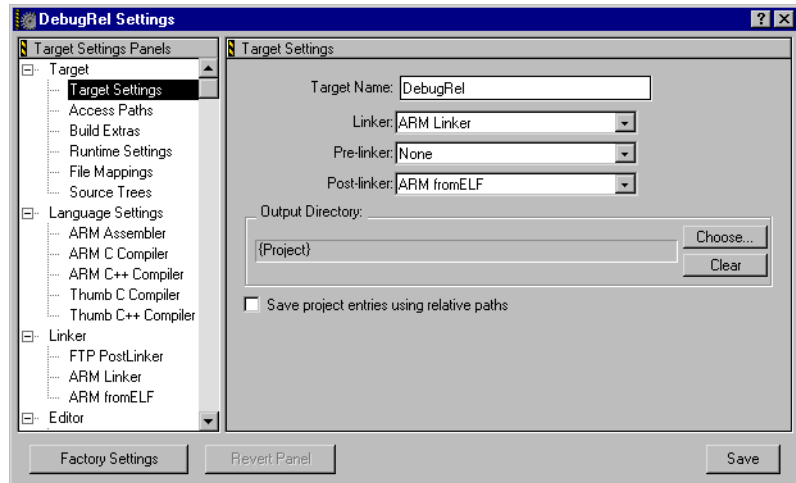 DebugRel Settings
Target Settings Panels
Target
Target Settings
Access Paths
Build Extras
Runtime Settings
File Mappings
Source Trees
Language Settings
ARM Assembler
ARM C Compiler
ARM C++ Compiler
Thumb C Compiler
Thumb C++ Compiler
Linker
FTP PostLinker
ARM Linker
ARM fromELF
Editor
Target Settings
Target Name: DebugRel
Linker: ARM Linker
Pre-linker: None
Post-linker: ARM fromELF
Output Directory:
{Project}
Choose...
Clear
Save project entries using relative paths
Factory Settings
Revert Panel
Save